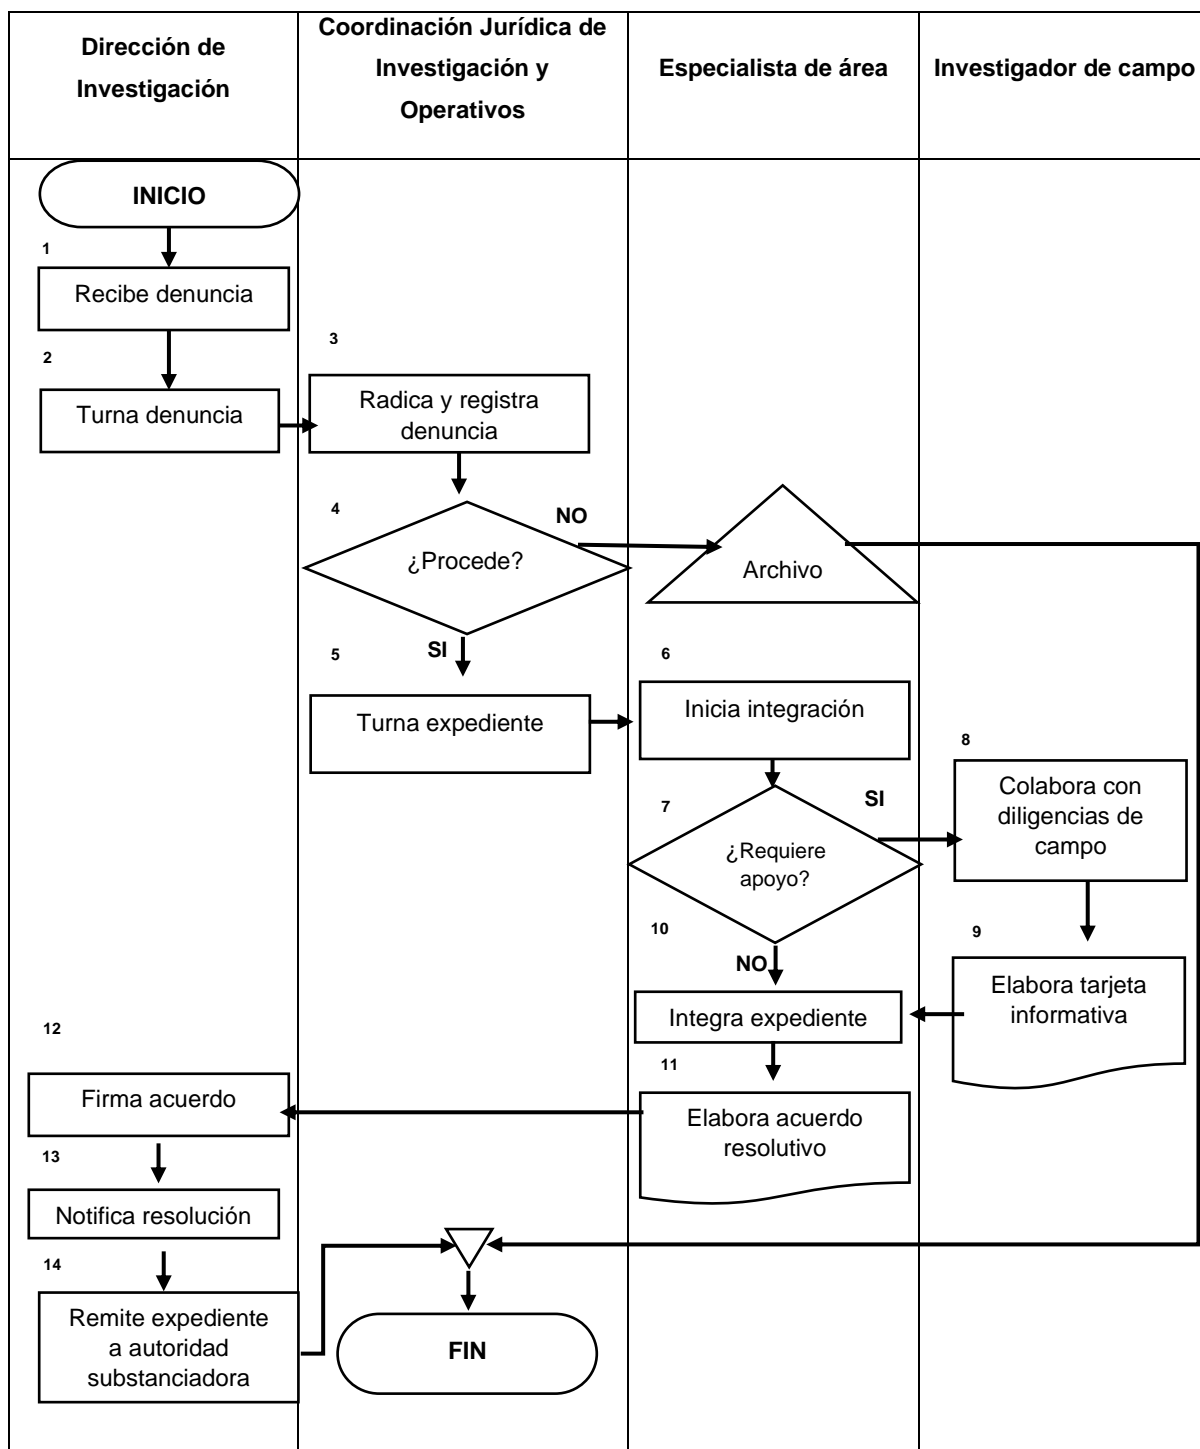 Dirección de
Investigación
Coordinación Jurídica de
Investigación y
Operativos
Especialista de área
Investigador de campo
INICIO
1
Recibe denuncia
2
Turna denuncia
3
Radica y registra
denuncia
4
¿Procede?
NO
Archivo
SI
5
Turna expediente
6
Inicia integración
7
¿Requiere
apoyo?
SI
8
Colabora con
diligencias de
campo
9
Elabora tarjeta
informativa
NO
10
Integra expediente
11
Elabora acuerdo
resolutivo
12
Firma acuerdo
13
Notifica resolución
14
Remite expediente
a autoridad
substanciadora
FIN